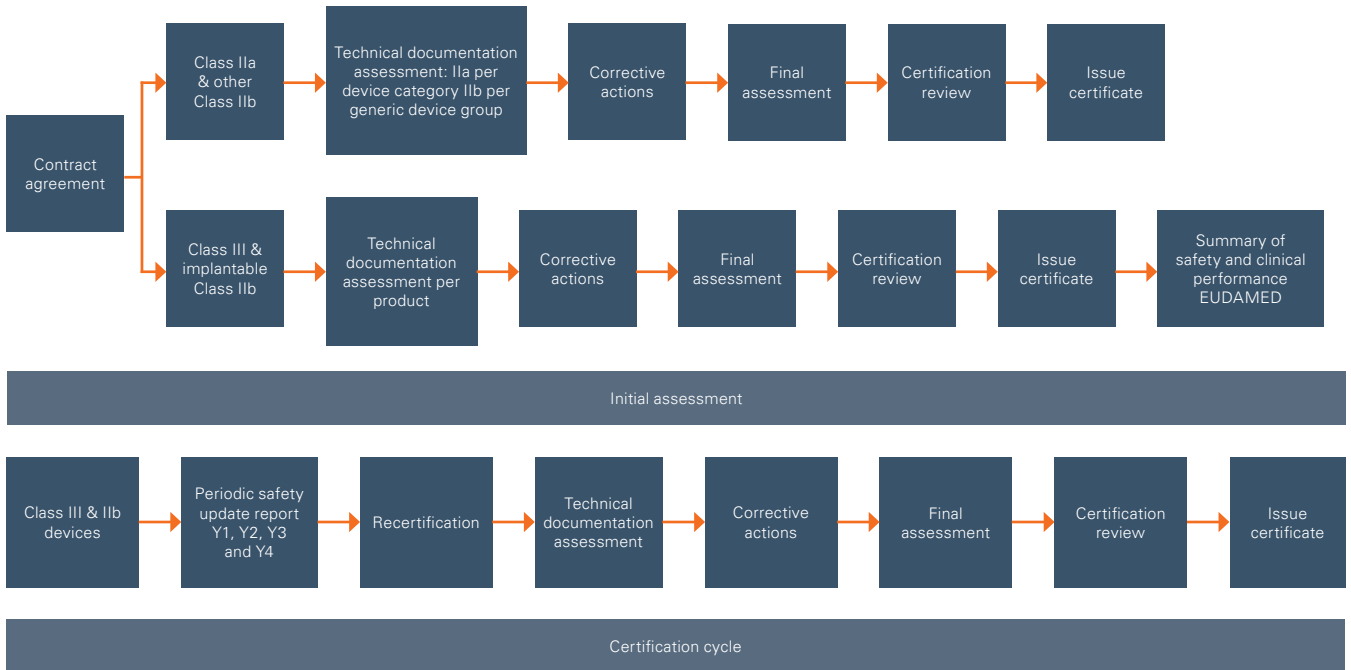 Class IIa
& other
Class IIb
Technical documentation
assessment: IIa per
device category IIb per
generic device group
Corrective
actions
Final
assessment
Certification
review
Issue
certificate
Contract
agreement
Class III &
implantable
Class IIb
Technical
documentation
assessment per
product
Corrective
actions
Final
assessment
Certification
review
Issue
certificate
Summary of
safety and clinical
performance
EUDAMED
Initial assessment
Class III & IIb
devices
Periodic safety
update report
Y1, Y2, Y3
and Y4
Recertification
Technical
documentation
assessment
Corrective
actions
Final
assessment
Certification
review
Issue
certificate
Certification cycle